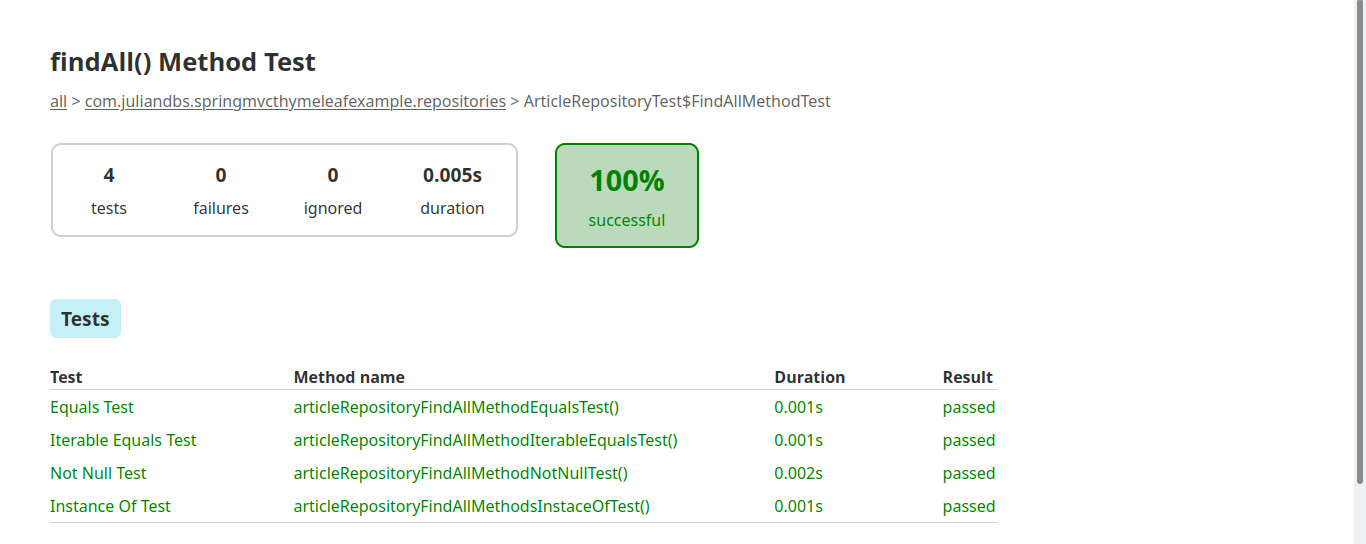 findAll() Method Test
all > com.juliandbs.springmvcthymeleafexample.repositories > ArticleRepositoryTest$FindAllMethodTest
4 0 0 0.005s
tests failures ignored duration
100%
successful
Tests
Test Method name Duration Result
Equals Test articleRepositoryFindAllMethodEqualsTest() 0.001s passed
Iterable Equals Test articleRepositoryFindAllMethodIterableEqualsTest() 0.001s passed
Not Null Test articleRepositoryFindAllMethodNotNullTest() 0.002s passed
Instance Of Test articleRepositoryFindAllMethodsInstaceOfTest() 0.001s passed